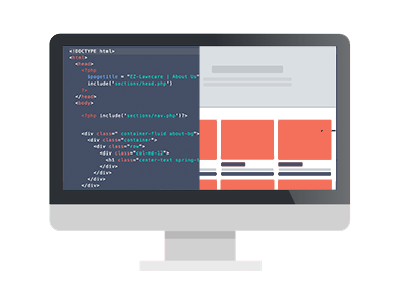 <!DOCTYPE html>
<html>
<head>
<?php
$pagetitle = "EZ-Lawncare | About Us"
include('sections/head.php')
?>
</head>
<body>
<?php include('sections/nav.php')?>
<div class=" container-fluid about-bg">
<div class="container">
<div class="row">
<div class="col-md-12">
<h1 class="center-text spring-
</div>
</div>
</div>
</div>